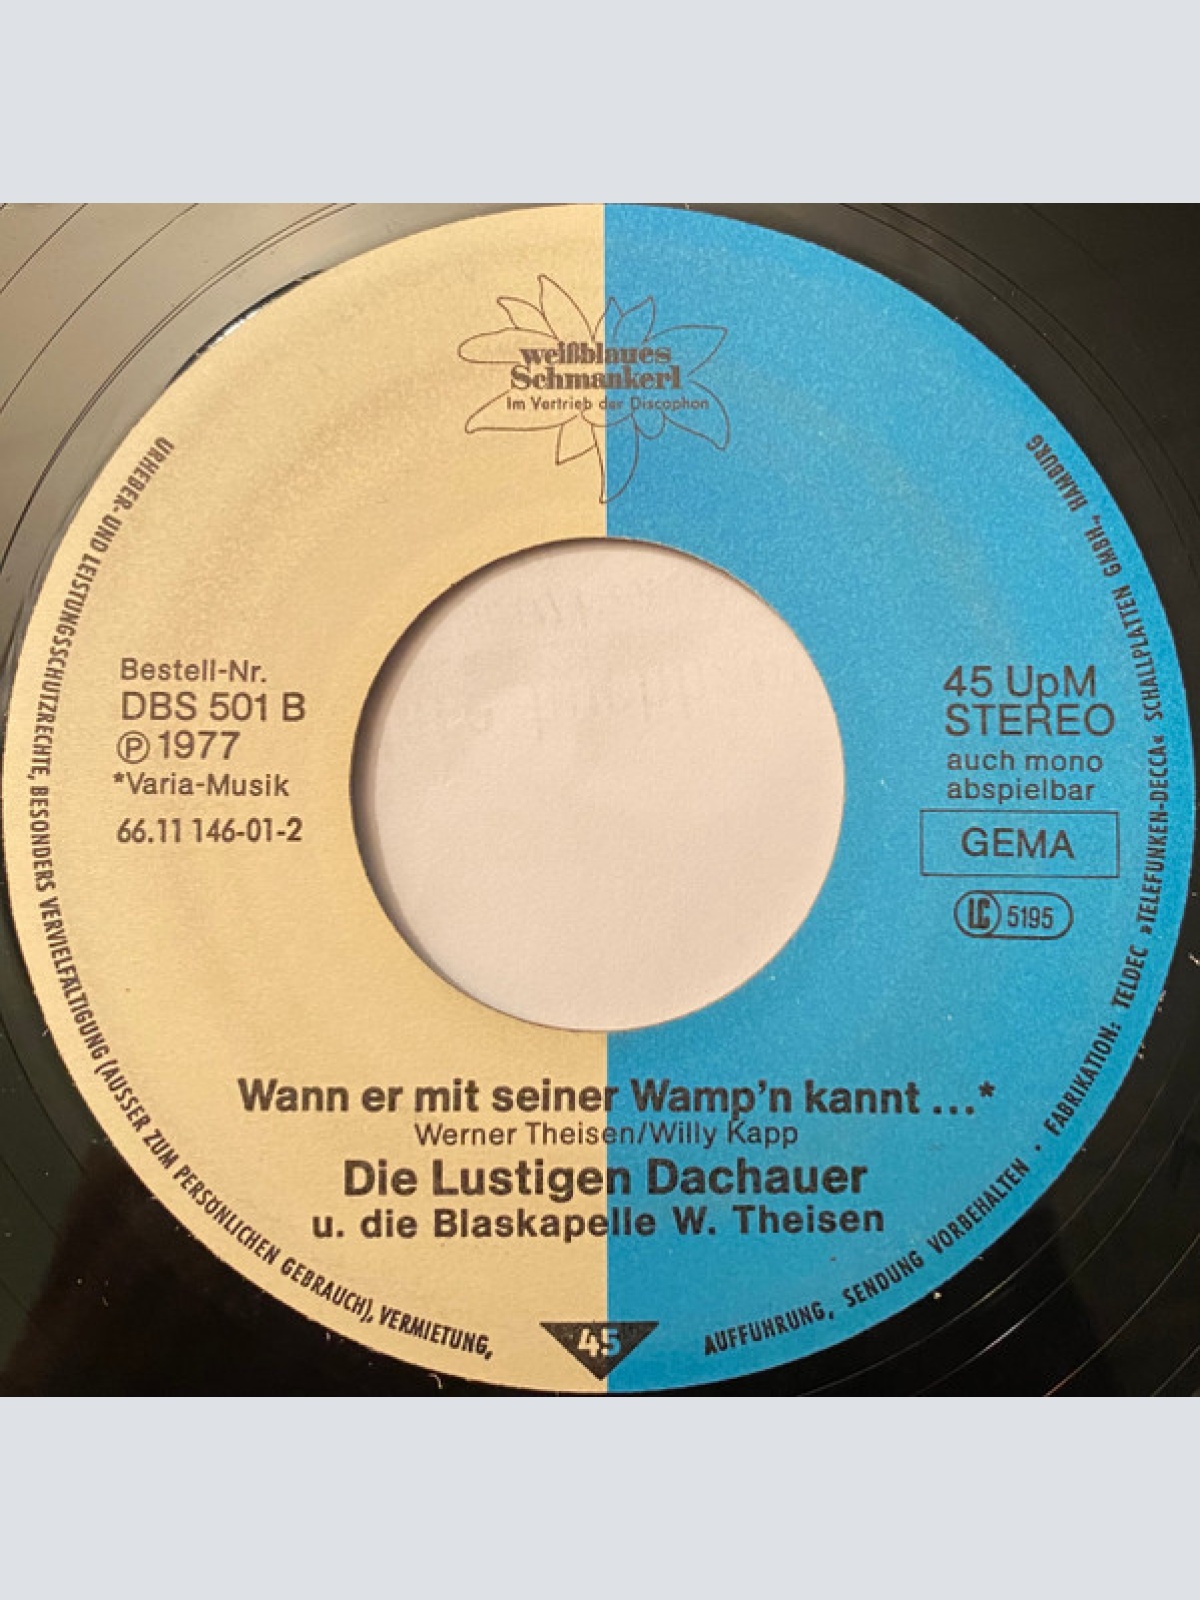 weißblaues
Schmankerl
Im Vertrieb der Discophon
Bestell-Nr.
DBS 501 B
Ⓟ 1977
*Varia-Musik
66.11 146-01-2
45 UpM
STEREO
auch mono
abspielbar
GEMA
LC 5195
Wann er mit seiner Wamp'n kannt ...*
Werner Theisen/Willy Kapp
Die Lustigen Dachauer
u. die Blaskapelle W. Theisen
45
URHEBER- UND LEISTUNGSSCHUTZRECHTE, BESONDERS VERVIELFÄLTIGUNG (AUSSER ZUM PERSÖNLICHEN GEBRAUCH), VERMIETUNG,
AUFFUHRUNG, SENDUNG VORBEHALTEN · FABRIKATION: TELDEC »TELEFUNKEN-DECCA« SCHALLPLATTEN GMBH., HAMBURG